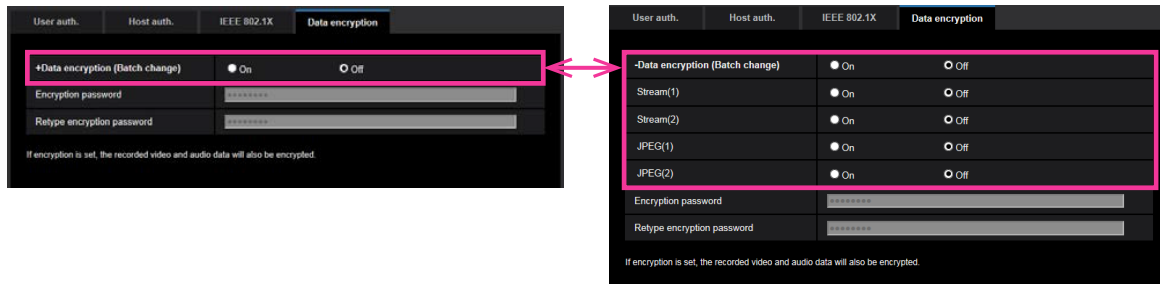 User auth. Host auth. IEEE 802.1X Data encryption
+Data encryption (Batch change) On Off
Encryption password ********
Retype encryption password ********
If encryption is set, the recorded video and audio data will also be encrypted.
User auth. Host auth. IEEE 802.1X Data encryption
-Data encryption (Batch change) On Off
Stream(1) On Off
Stream(2) On Off
JPEG(1) On Off
JPEG(2) On Off
Encryption password ********
Retype encryption password ********
If encryption is set, the recorded video and audio data will also be encrypted.